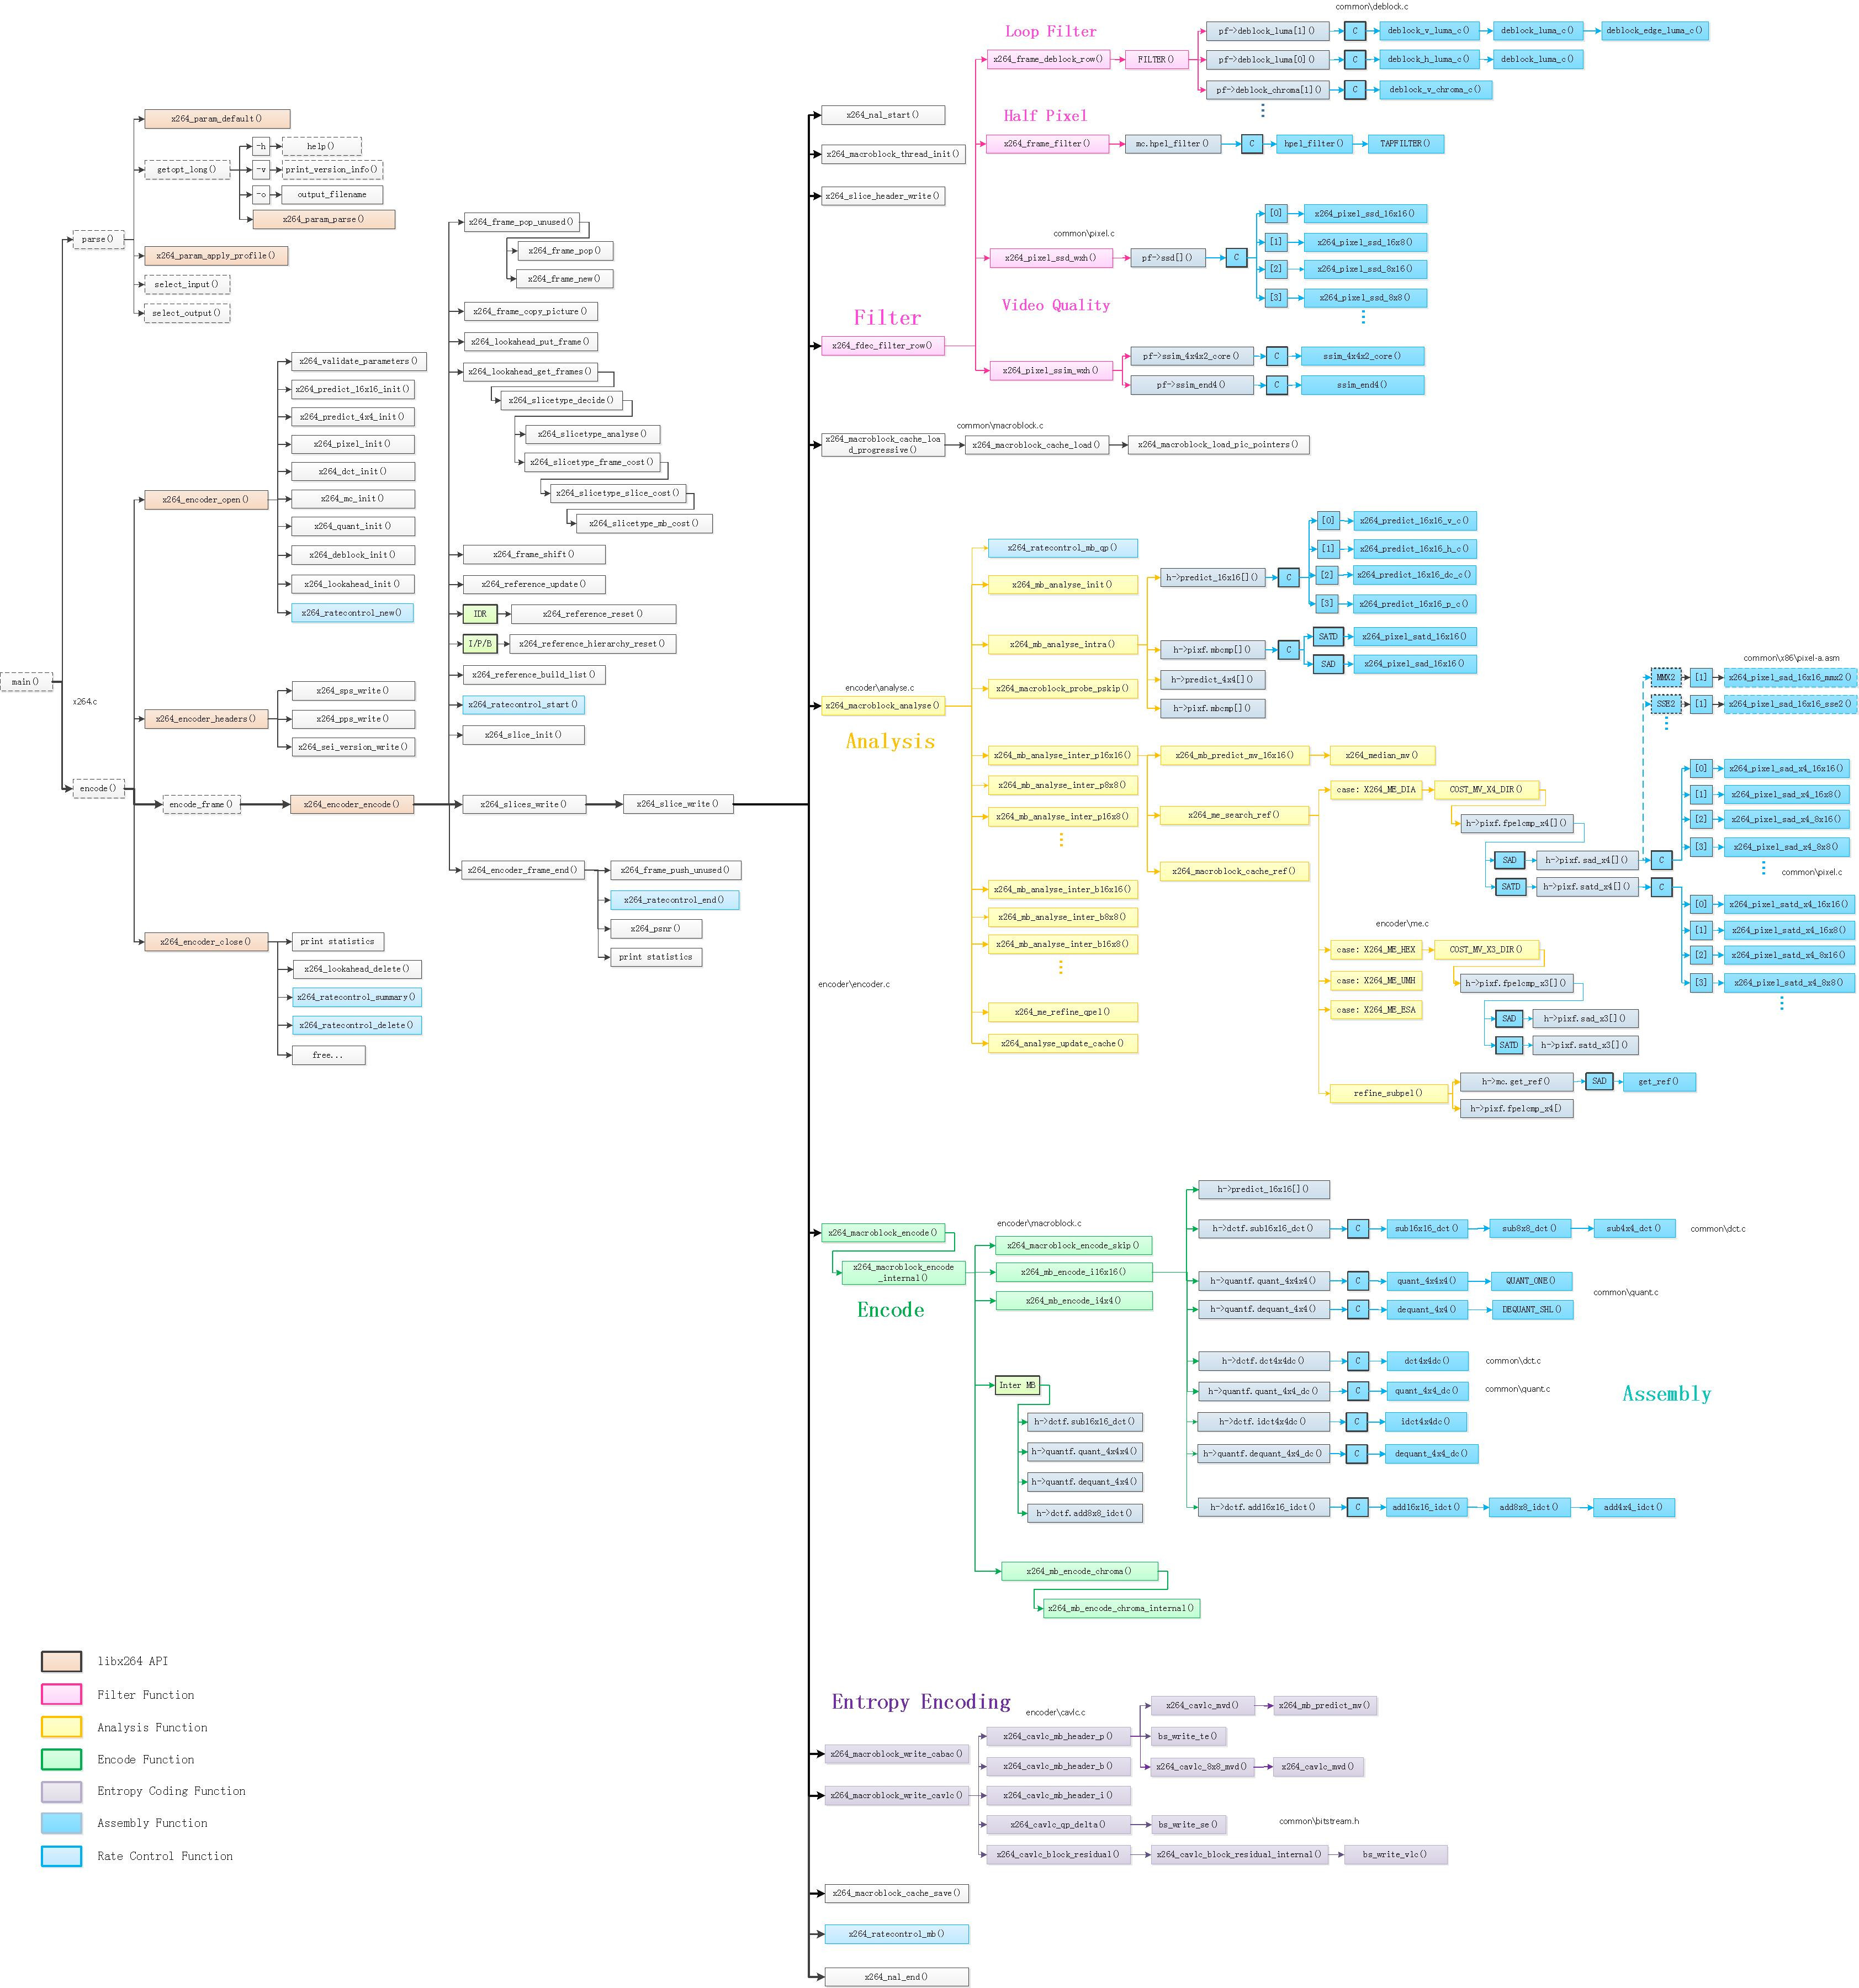 main()
x264.c
parse()
x264_param_default()
getopt_long()
-h
help()
-v
print_version_info()
-o
output_filename
x264_param_parse()
x264_param_apply_profile()
select_input()
select_output()
encode()
x264_encoder_open()
x264_validate_parameters()
x264_predict_16x16_init()
x264_predict_4x4_init()
x264_pixel_init()
x264_dct_init()
x264_mc_init()
x264_quant_init()
x264_deblock_init()
x264_lookahead_init()
x264_ratecontrol_new()
x264_encoder_headers()
x264_sps_write()
x264_pps_write()
x264_sei_version_write()
encode_frame()
x264_encoder_encode()
x264_encoder_close()
print statistics
x264_lookahead_delete()
x264_ratecontrol_summary()
x264_ratecontrol_delete()
free...
x264_frame_pop_unused()
x264_frame_pop()
x264_frame_new()
x264_frame_copy_picture()
x264_lookahead_put_frame()
x264_lookahead_get_frames()
x264_slicetype_decide()
x264_slicetype_analyse()
x264_slicetype_frame_cost()
x264_slicetype_slice_cost()
x264_slicetype_mb_cost()
x264_frame_shift()
x264_reference_update()
IDR
x264_reference_reset()
I/P/B
x264_reference_hierarchy_reset()
x264_reference_build_list()
x264_ratecontrol_start()
x264_slice_init()
x264_slices_write()
x264_slice_write()
x264_encoder_frame_end()
x264_frame_push_unused()
x264_ratecontrol_end()
x264_psnr()
print statistics
encoder\encoder.c
x264_nal_start()
x264_macroblock_thread_init()
x264_slice_header_write()
Filter
x264_fdec_filter_row()
Loop Filter
common\deblock.c
x264_frame_deblock_row()
FILTER()
pf->deblock_luma[1]()
C
deblock_v_luma_c()
deblock_luma_c()
deblock_edge_luma_c()
pf->deblock_luma[0]()
C
deblock_h_luma_c()
deblock_luma_c()
pf->deblock_chroma[1]()
C
deblock_v_chroma_c()
Half Pixel
x264_frame_filter()
mc.hpel_filter()
C
hpel_filter()
TAPFILTER()
common\pixel.c
x264_pixel_ssd_wxh()
pf->ssd[]()
C
[0]
x264_pixel_ssd_16x16()
[1]
x264_pixel_ssd_16x8()
[2]
x264_pixel_ssd_8x16()
[3]
x264_pixel_ssd_8x8()
Video Quality
x264_pixel_ssim_wxh()
pf->ssim_4x4x2_core()
C
ssim_4x4x2_core()
pf->ssim_end4()
C
ssim_end4()
common\macroblock.c
x264_macroblock_cache_loa
d_progressive()
x264_macroblock_cache_load()
x264_macroblock_load_pic_pointers()
encoder\analyse.c
x264_macroblock_analyse()
Analysis
x264_ratecontrol_mb_qp()
x264_mb_analyse_init()
x264_mb_analyse_intra()
h->predict_16x16[]()
C
[0]
x264_predict_16x16_v_c()
[1]
x264_predict_16x16_h_c()
[2]
x264_predict_16x16_dc_c()
[3]
x264_predict_16x16_p_c()
h->pixf.mbcmp[]()
C
SATD
x264_pixel_satd_16x16()
SAD
x264_pixel_sad_16x16()
h->predict_4x4[]()
h->pixf.mbcmp[]()
x264_macroblock_probe_pskip()
x264_mb_analyse_inter_p16x16()
x264_mb_predict_mv_16x16()
x264_median_mv()
x264_mb_analyse_inter_p8x8()
x264_mb_analyse_inter_p16x8()
x264_me_search_ref()
x264_macroblock_cache_ref()
x264_mb_analyse_inter_b16x16()
x264_mb_analyse_inter_b8x8()
x264_mb_analyse_inter_b16x8()
x264_me_refine_qpel()
x264_analyse_update_cache()
case: X264_ME_DIA
COST_MV_X4_DIR()
h->pixf.fpelcmp_x4[]()
SAD
h->pixf.sad_x4[]()
C
SATD
h->pixf.satd_x4[]()
C
common\x86\pixel-a.asm
MMX2
[1]
x264_pixel_sad_16x16_mmx2()
SSE2
[1]
x264_pixel_sad_16x16_sse2()
[0]
x264_pixel_sad_x4_16x16()
[1]
x264_pixel_sad_x4_16x8()
[2]
x264_pixel_sad_x4_8x16()
[3]
x264_pixel_sad_x4_8x8()
common\pixel.c
[0]
x264_pixel_satd_x4_16x16()
[1]
x264_pixel_satd_x4_16x8()
[2]
x264_pixel_satd_x4_8x16()
[3]
x264_pixel_satd_x4_8x8()
encoder\me.c
case: X264_ME_HEX
COST_MV_X3_DIR()
h->pixf.fpelcmp_x3[]()
SAD
h->pixf.sad_x3[]()
SATD
h->pixf.satd_x3[]()
case: X264_ME_UMH
case: X264_ME_ESA
refine_subpel()
h->mc.get_ref()
SAD
get_ref()
h->pixf.fpelcmp_x4[)
x264_macroblock_encode()
x264_macroblock_encode
_internal()
Encode
encoder\macroblock.c
x264_macroblock_encode_skip()
x264_mb_encode_i16x16()
x264_mb_encode_i4x4()
Inter MB
h->dctf.sub16x16_dct()
h->quantf.quant_4x4x4()
h->quantf.dequant_4x4()
h->dctf.add8x8_idct()
x264_mb_encode_chroma()
x264_mb_encode_chroma_internal()
h->predict_16x16[]()
h->dctf.sub16x16_dct()
C
sub16x16_dct()
sub8x8_dct()
sub4x4_dct()
common\dct.c
h->quantf.quant_4x4x4()
C
quant_4x4x4()
QUANT_ONE()
common\quant.c
h->quantf.dequant_4x4()
C
dequant_4x4()
DEQUANT_SHL()
h->dctf.dct4x4dc()
C
dct4x4dc()
common\dct.c
h->quantf.quant_4x4_dc()
C
quant_4x4_dc()
common\quant.c
Assembly
h->dctf.idct4x4dc()
C
idct4x4dc()
h->quantf.dequant_4x4_dc()
C
dequant_4x4_dc()
h->dctf.add16x16_idct()
C
add16x16_idct()
add8x8_idct()
add4x4_idct()
Entropy Encoding
encoder\cavlc.c
x264_macroblock_write_cabac()
x264_macroblock_write_cavlc()
x264_cavlc_mb_header_p()
x264_cavlc_mvd()
x264_mb_predict_mv()
bs_write_te()
x264_cavlc_8x8_mvd()
x264_cavlc_mvd()
x264_cavlc_mb_header_b()
x264_cavlc_mb_header_i()
x264_cavlc_qp_delta()
bs_write_se()
common\bitstream.h
x264_cavlc_block_residual()
x264_cavlc_block_residual_internal()
bs_write_vlc()
x264_macroblock_cache_save()
x264_ratecontrol_mb()
x264_nal_end()
libx264 API
Filter Function
Analysis Function
Encode Function
Entropy Coding Function
Assembly Function
Rate Control Function